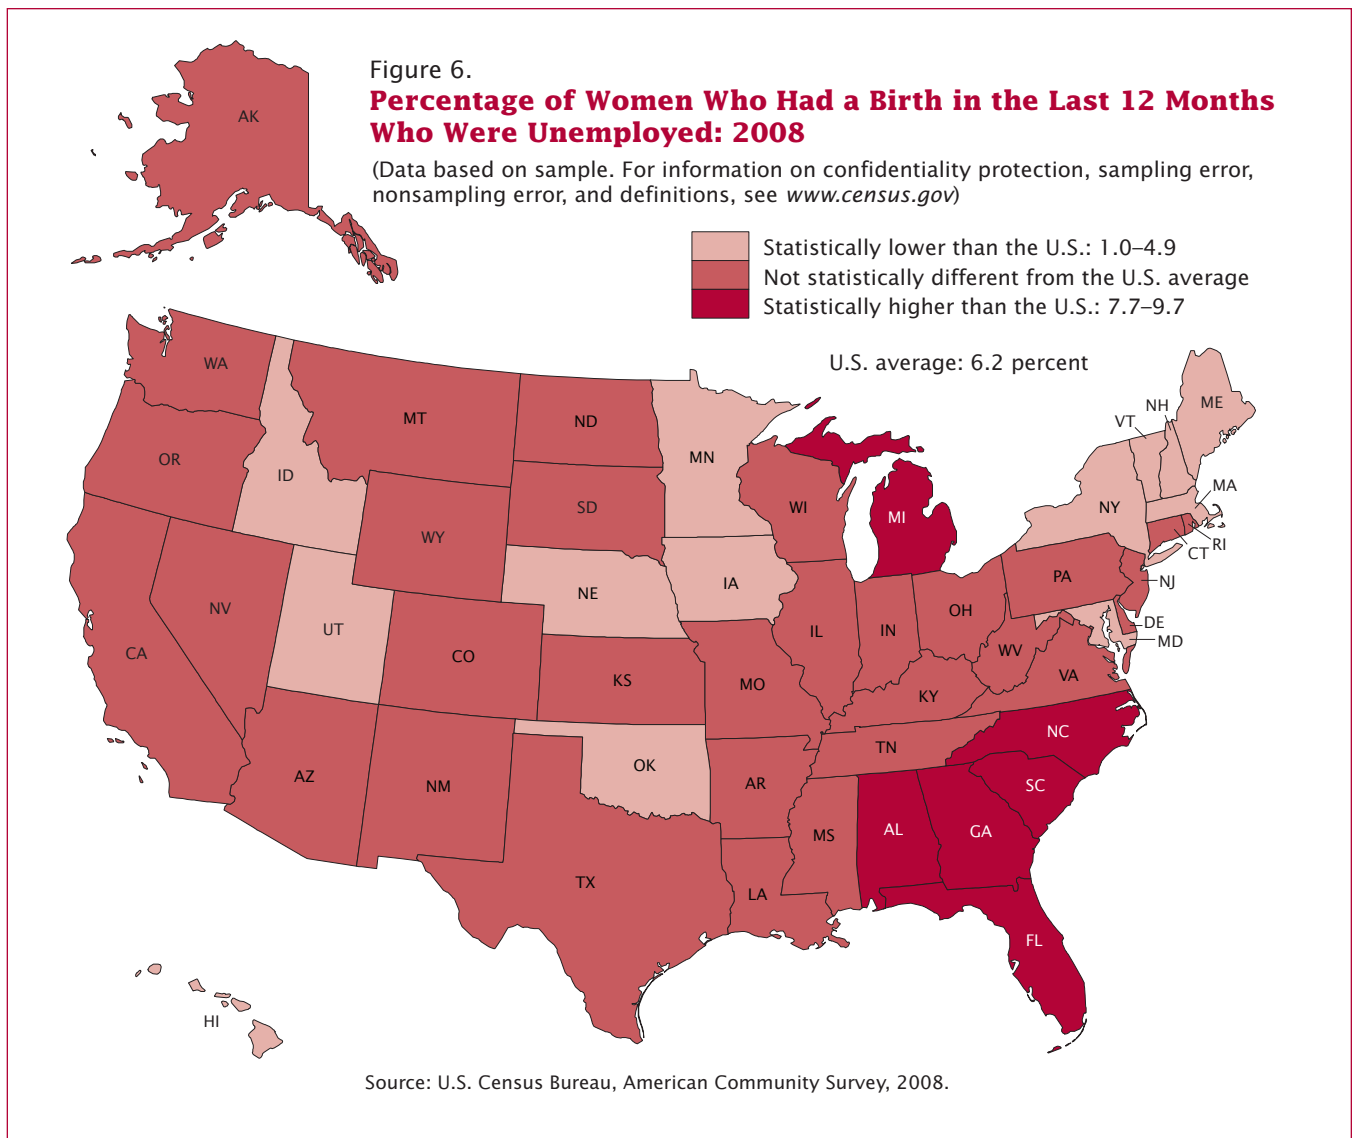 Figure 6.
Percentage of Women Who Had a Birth in the Last 12 Months
Who Were Unemployed: 2008
(Data based on sample. For information on confidentiality protection, sampling error,
nonsampling error, and definitions, see www.census.gov)
Statistically lower than the U.S.: 1.0–4.9
Not statistically different from the U.S. average
Statistically higher than the U.S.: 7.7–9.7
U.S. average: 6.2 percent
AK
WA
MT
ND
MN
OR
ID
SD
WI
MI
NY
VT
NH
ME
MA
RI
CT
WY
NE
IA
PA
NJ
NV
UT
CO
IL
IN
OH
DE
MD
CA
KS
MO
WV
VA
KY
AZ
NM
OK
AR
TN
NC
SC
MS
AL
GA
TX
LA
FL
HI
Source: U.S. Census Bureau, American Community Survey, 2008.